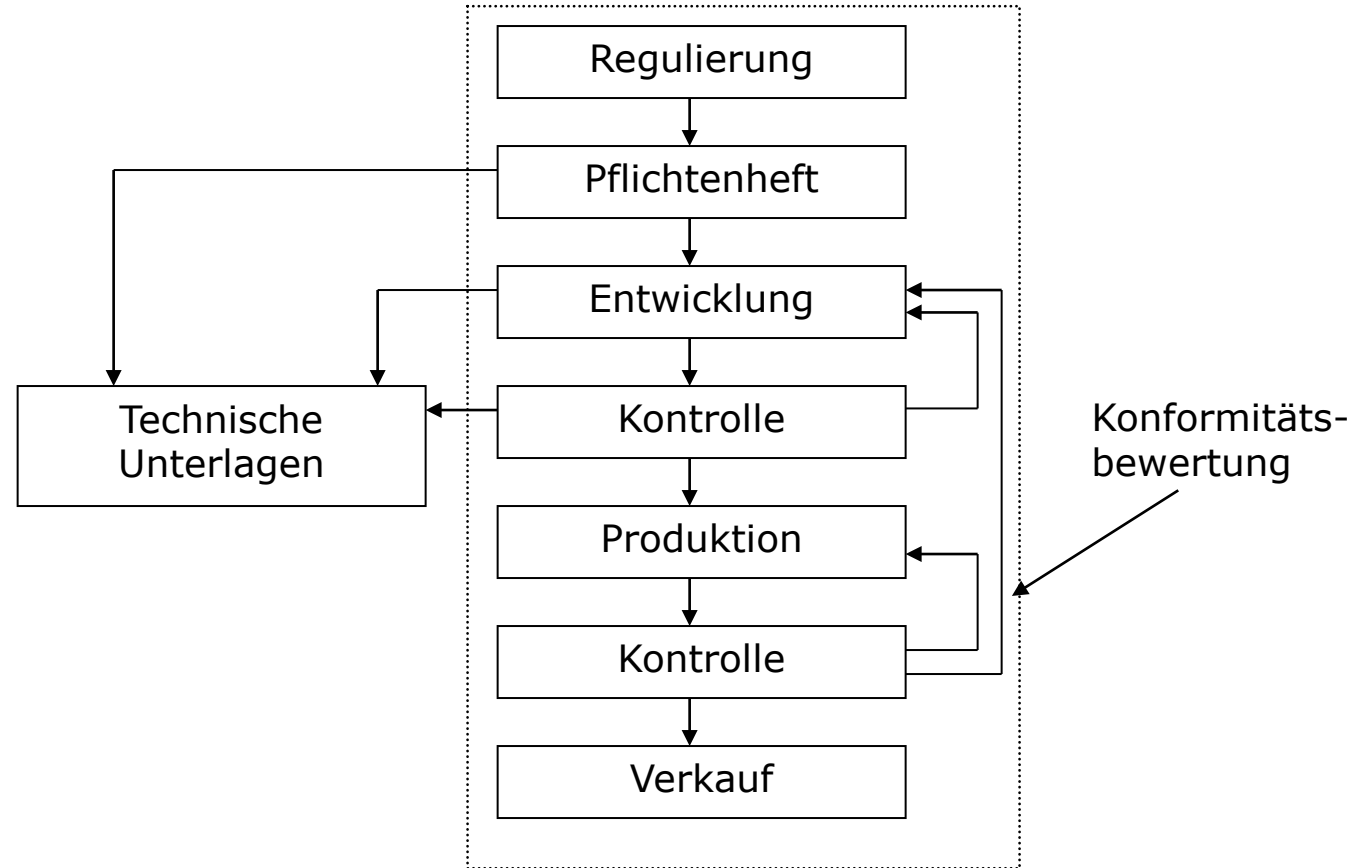 Regulierung
Pflichtenheft
Entwicklung
Technische
Unterlagen
Kontrolle
Konformitäts-
bewertung
Produktion
Kontrolle
Verkauf